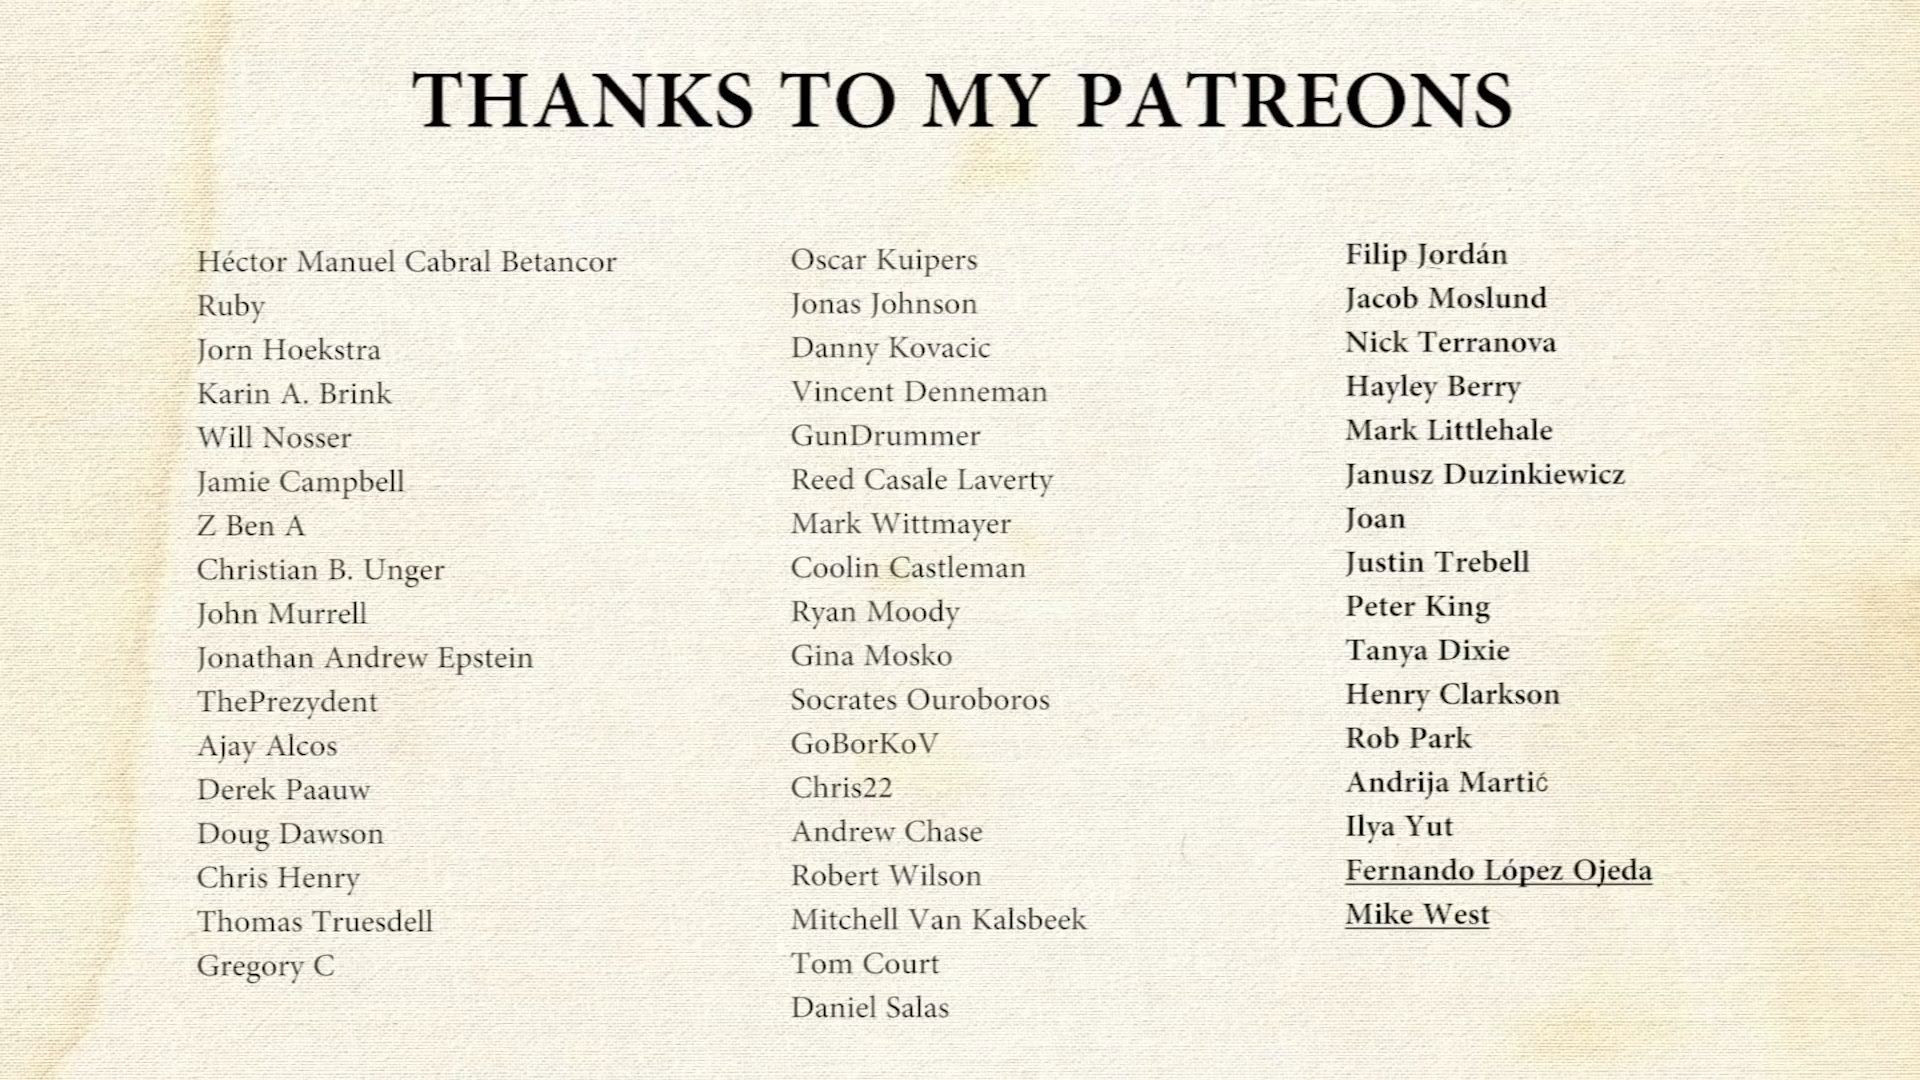 THANKS TO MY PATREONS
Héctor Manuel Cabral Betancor
Ruby
Jorn Hoekstra
Karin A. Brink
Will Nosser
Jamie Campbell
Z Ben A
Christian B. Unger
John Murrell
Jonathan Andrew Epstein
ThePrezydent
Ajay Alcos
Derek Paauw
Doug Dawson
Chris Henry
Thomas Truesdell
Gregory C
Oscar Kuipers
Jonas Johnson
Danny Kovacic
Vincent Denneman
GunDrummer
Reed Casale Laverty
Mark Wittmayer
Coolin Castleman
Ryan Moody
Gina Mosko
Socrates Ouroboros
GoBorKoV
Chris22
Andrew Chase
Robert Wilson
Mitchell Van Kalsbeek
Tom Court
Daniel Salas
Filip Jordán
Jacob Moslund
Nick Terranova
Hayley Berry
Mark Littlehale
Janusz Duzinkiewicz
Joan
Justin Trebell
Peter King
Tanya Dixie
Henry Clarkson
Rob Park
Andrija Martić
Ilya Yut
Fernando López Ojeda
Mike West